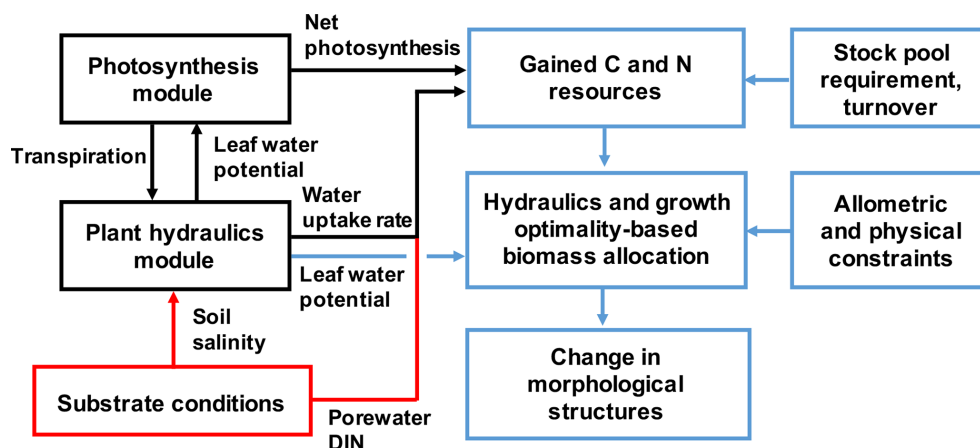 Net
photosynthesis
Photosynthesis
module
Gained C and N
resources
Stock pool
requirement,
turnover
Transpiration
Leaf water
potential
Water
uptake rate
Plant hydraulics
module
Leaf water
potential
Hydraulics and growth
optimality-based
biomass allocation
Allometric
and physical
constraints
Soil
salinity
Substrate conditions
Porewater
DIN
Change in
morphological
structures